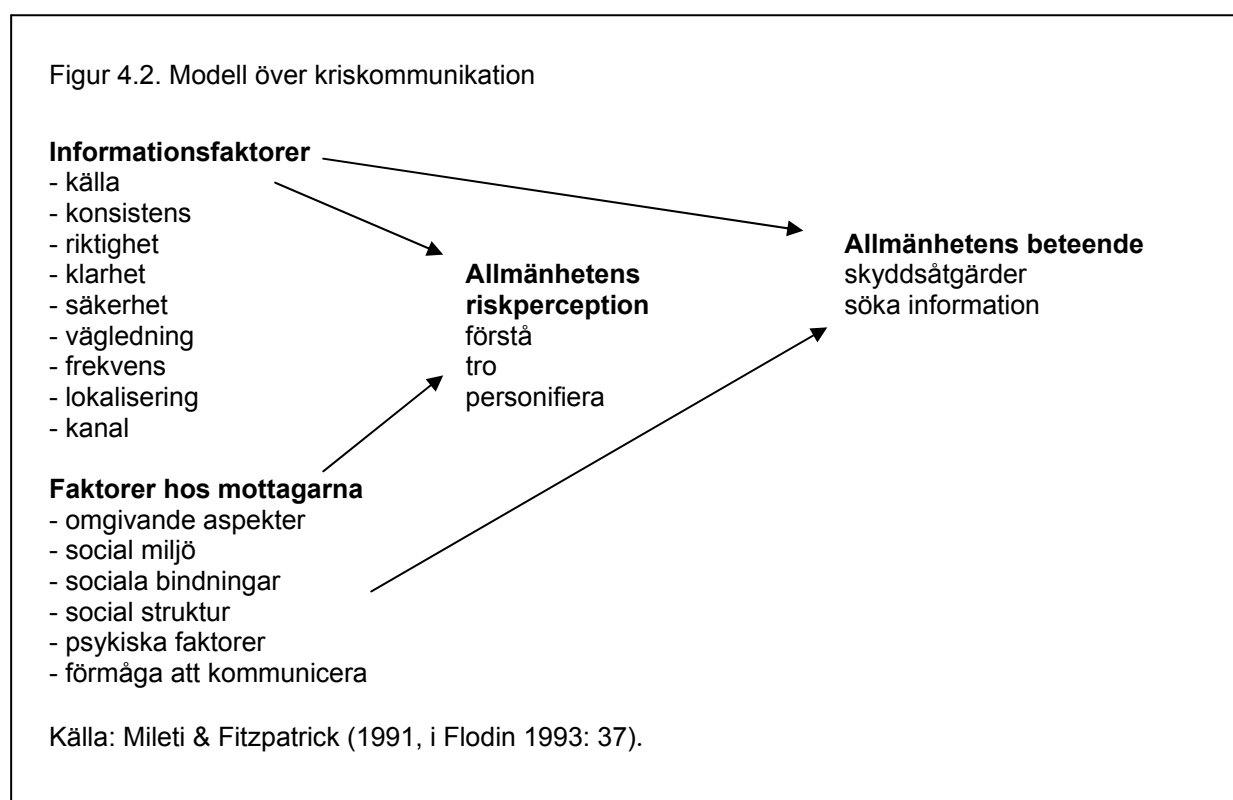 Figur 4.2. Modell över kriskommunikation
Informationsfaktorer
- källa
- konsistens
- riktighet
- klarhet
- säkerhet
- vägledning
- frekvens
- lokalisering
- kanal
Faktorer hos mottagarna
- omgivande aspekter
- social miljö
- sociala bindningar
- social struktur
- psykiska faktorer
- förmåga att kommunicera
Allmänhetens
riskperception
förstå
tro
personifiera
Allmänhetens beteende
skyddsåtgärder
söka information
Källa: Mileti & Fitzpatrick (1991, i Flodin 1993: 37).